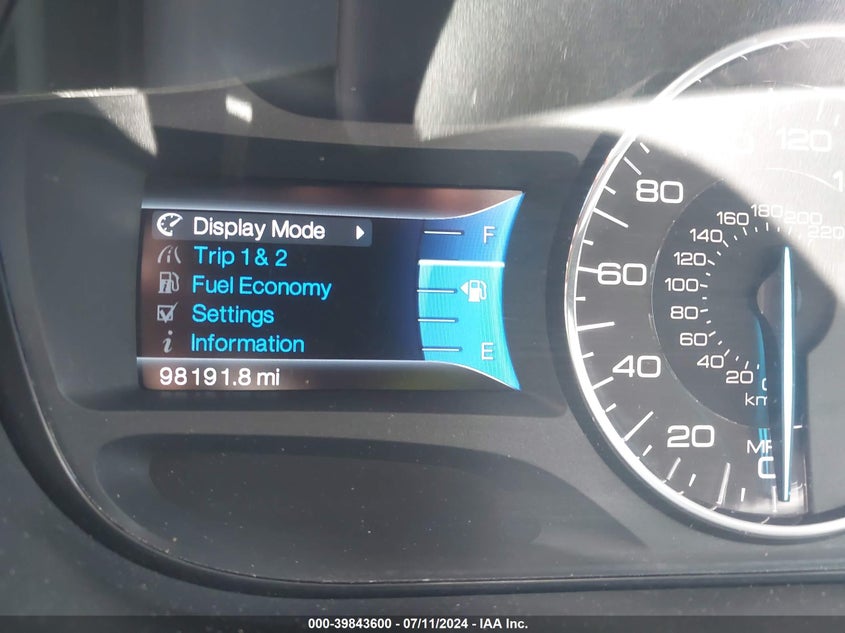 Display Mode
Trip 1 & 2
Fuel Economy
Settings
i Information
98191.8 mi
F
E
120
80
60
40
20
0
220
200
180
160
140
120
100
80
60
40
20
000-39843600 - 07/11/2024 - IAA Inc.